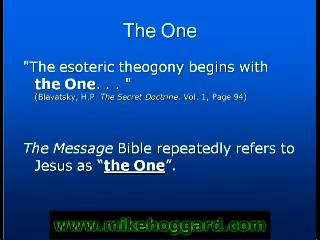 The One
"The esoteric theogony begins with
the One. . . "
(Blavatsky, H.P. The Secret Doctrine. Vol. 1, Page 94)
The Message Bible repeatedly refers to
Jesus as “the One”.
www.mikehoggard.com